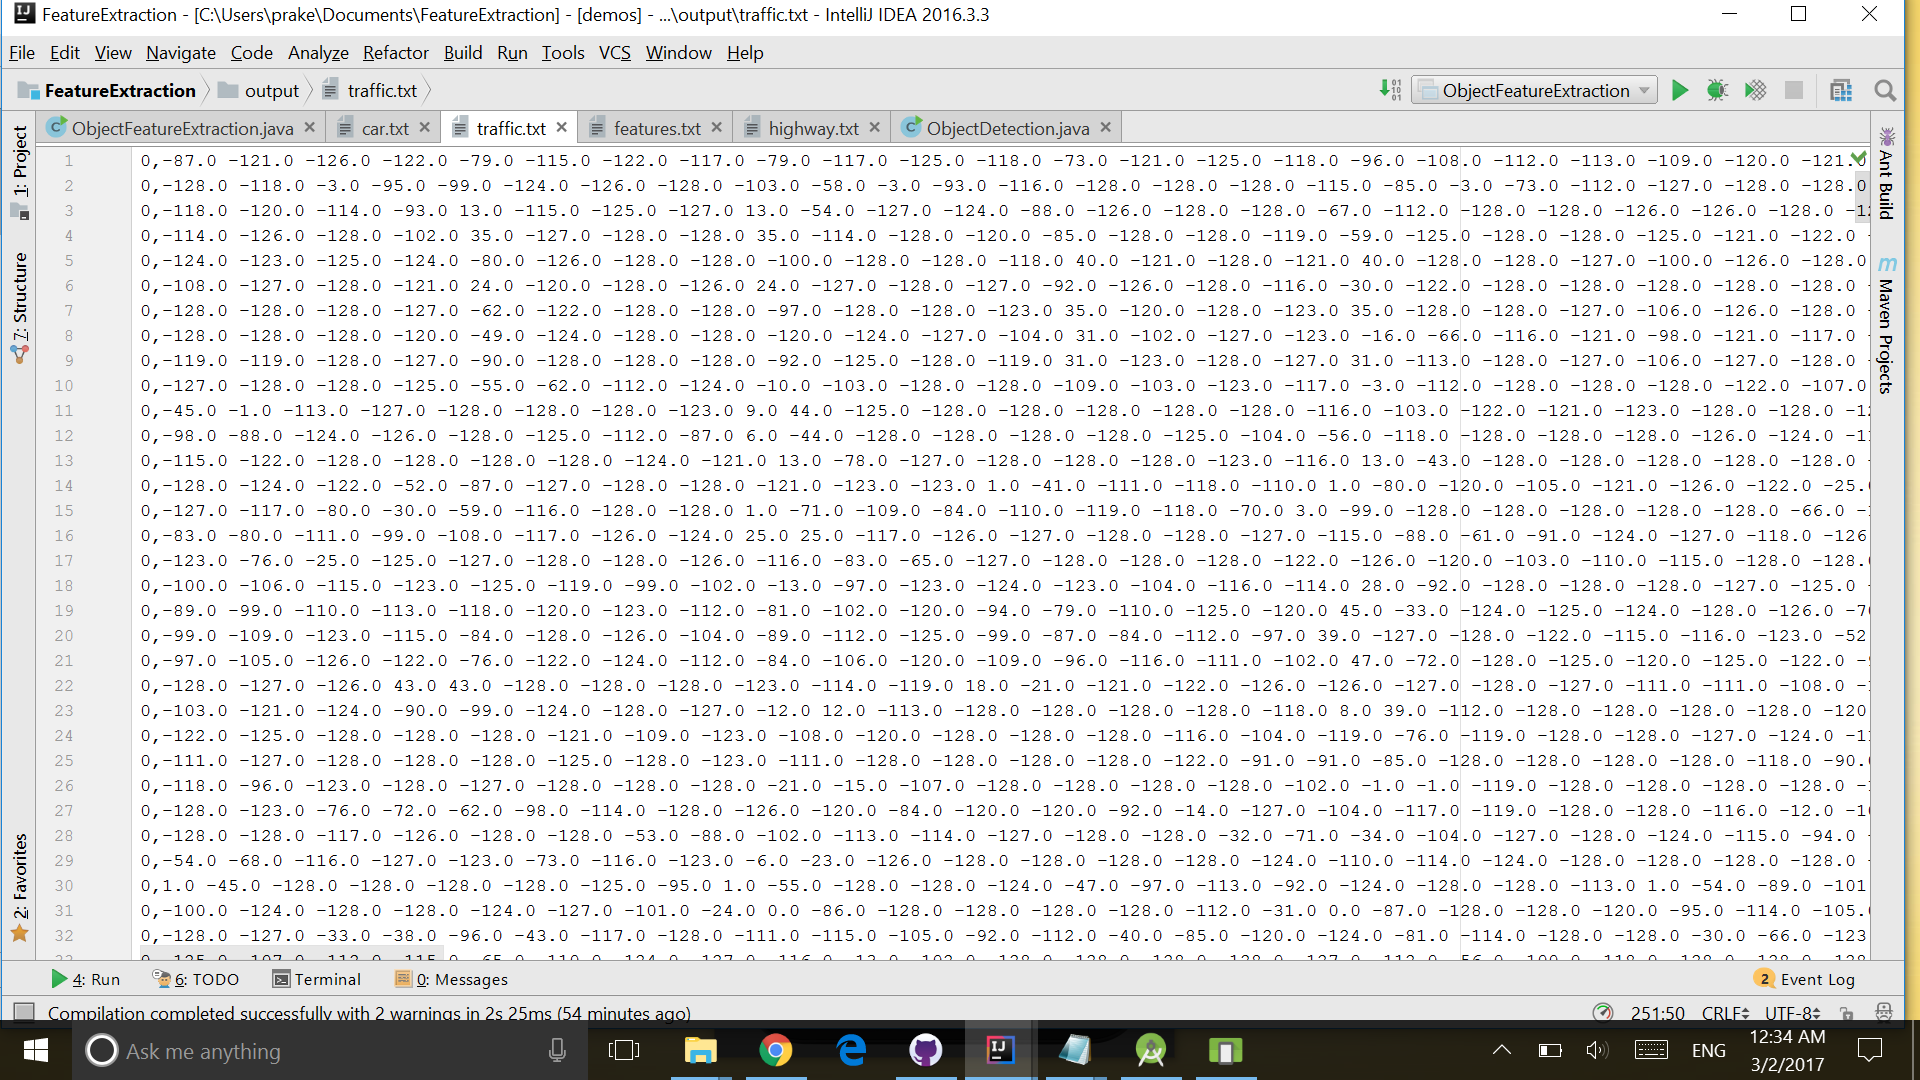 FeatureExtraction - [C:\Users\prake\Documents\FeatureExtraction] - [demos] - ...\output\traffic.txt - IntelliJ IDEA 2016.3.3
File Edit View Navigate Code Analyze Refactor Build Run Tools VCS Window Help
FeatureExtraction output traffic.txt ObjectFeatureExtraction
ObjectFeatureExtraction.java car.txt traffic.txt features.txt highway.txt ObjectDetection.java
1: Project
7: Structure
2: Favorites
Ant Build
Maven Projects
1 0,-87.0 -121.0 -126.0 -122.0 -79.0 -115.0 -122.0 -117.0 -79.0 -117.0 -125.0 -118.0 -73.0 -121.0 -125.0 -118.0 -96.0 -108.0 -112.0 -113.0 -109.0 -120.0 -121.0
2 0,-128.0 -118.0 -3.0 -95.0 -99.0 -124.0 -126.0 -128.0 -103.0 -58.0 -3.0 -93.0 -116.0 -128.0 -128.0 -128.0 -115.0 -85.0 -3.0 -73.0 -112.0 -127.0 -128.0 -128.0
3 0,-118.0 -120.0 -114.0 -93.0 13.0 -115.0 -125.0 -127.0 13.0 -54.0 -127.0 -124.0 -88.0 -126.0 -128.0 -128.0 -67.0 -112.0 -128.0 -128.0 -126.0 -126.0 -128.0
4 0,-114.0 -126.0 -128.0 -102.0 35.0 -127.0 -128.0 -128.0 35.0 -114.0 -128.0 -120.0 -85.0 -128.0 -128.0 -119.0 -59.0 -125.0 -128.0 -128.0 -125.0 -121.0 -122.0
5 0,-124.0 -123.0 -125.0 -124.0 -80.0 -126.0 -128.0 -128.0 -100.0 -128.0 -128.0 -118.0 40.0 -121.0 -128.0 -121.0 40.0 -128.0 -128.0 -127.0 -100.0 -126.0 -128.0
6 0,-108.0 -127.0 -128.0 -121.0 24.0 -120.0 -128.0 -126.0 24.0 -127.0 -128.0 -127.0 -92.0 -126.0 -128.0 -116.0 -30.0 -122.0 -128.0 -128.0 -128.0 -128.0 -128.0
7 0,-128.0 -128.0 -128.0 -127.0 -62.0 -122.0 -128.0 -128.0 -97.0 -128.0 -128.0 -123.0 35.0 -120.0 -128.0 -123.0 35.0 -128.0 -128.0 -127.0 -106.0 -126.0 -128.0
8 0,-128.0 -128.0 -128.0 -120.0 -49.0 -124.0 -128.0 -128.0 -120.0 -124.0 -127.0 -104.0 31.0 -102.0 -127.0 -123.0 -16.0 -66.0 -116.0 -121.0 -98.0 -121.0 -117.0
9 0,-119.0 -119.0 -128.0 -127.0 -90.0 -128.0 -128.0 -128.0 -92.0 -125.0 -128.0 -119.0 31.0 -123.0 -128.0 -127.0 31.0 -113.0 -128.0 -127.0 -106.0 -127.0 -128.0
10 0,-127.0 -128.0 -128.0 -125.0 -55.0 -62.0 -112.0 -124.0 -10.0 -103.0 -128.0 -128.0 -109.0 -103.0 -123.0 -117.0 -3.0 -112.0 -128.0 -128.0 -128.0 -122.0 -107.0
11 0,-45.0 -1.0 -113.0 -127.0 -128.0 -128.0 -128.0 -123.0 9.0 44.0 -125.0 -128.0 -128.0 -128.0 -128.0 -128.0 -116.0 -103.0 -122.0 -121.0 -123.0 -128.0 -128.0
12 0,-98.0 -88.0 -124.0 -126.0 -128.0 -125.0 -112.0 -87.0 6.0 -44.0 -128.0 -128.0 -128.0 -128.0 -125.0 -104.0 -56.0 -118.0 -128.0 -128.0 -128.0 -126.0 -124.0
13 0,-115.0 -122.0 -128.0 -128.0 -128.0 -128.0 -124.0 -121.0 13.0 -78.0 -127.0 -128.0 -128.0 -128.0 -123.0 -116.0 13.0 -43.0 -128.0 -128.0 -128.0 -128.0 -128.0
14 0,-128.0 -124.0 -122.0 -52.0 -87.0 -127.0 -128.0 -128.0 -121.0 -123.0 -123.0 1.0 -41.0 -111.0 -118.0 -110.0 1.0 -80.0 -120.0 -105.0 -121.0 -126.0 -122.0 -25.0
15 0,-127.0 -117.0 -80.0 -30.0 -59.0 -116.0 -128.0 -128.0 1.0 -71.0 -109.0 -84.0 -110.0 -119.0 -118.0 -70.0 3.0 -99.0 -128.0 -128.0 -128.0 -128.0 -128.0 -66.0
16 0,-83.0 -80.0 -111.0 -99.0 -108.0 -117.0 -126.0 -124.0 25.0 25.0 -117.0 -126.0 -127.0 -128.0 -128.0 -127.0 -115.0 -88.0 -61.0 -91.0 -124.0 -127.0 -118.0 -126
17 0,-123.0 -76.0 -25.0 -125.0 -127.0 -128.0 -128.0 -126.0 -116.0 -83.0 -65.0 -127.0 -128.0 -128.0 -128.0 -122.0 -126.0 -120.0 -103.0 -110.0 -115.0 -128.0 -128.0
18 0,-100.0 -106.0 -115.0 -123.0 -125.0 -119.0 -99.0 -102.0 -13.0 -97.0 -123.0 -124.0 -123.0 -104.0 -116.0 -114.0 28.0 -92.0 -128.0 -128.0 -128.0 -127.0 -125.0
19 0,-89.0 -99.0 -110.0 -113.0 -118.0 -120.0 -123.0 -112.0 -81.0 -102.0 -120.0 -94.0 -79.0 -110.0 -125.0 -120.0 45.0 -33.0 -124.0 -125.0 -124.0 -128.0 -126.0
20 0,-99.0 -109.0 -123.0 -115.0 -84.0 -128.0 -126.0 -104.0 -89.0 -112.0 -125.0 -99.0 -87.0 -84.0 -112.0 -97.0 39.0 -127.0 -128.0 -122.0 -115.0 -116.0 -123.0 -52
21 0,-97.0 -105.0 -126.0 -122.0 -76.0 -122.0 -124.0 -112.0 -84.0 -106.0 -120.0 -109.0 -96.0 -116.0 -111.0 -102.0 47.0 -72.0 -128.0 -125.0 -120.0 -125.0 -122.0
22 0,-128.0 -127.0 -126.0 43.0 43.0 -128.0 -128.0 -128.0 -123.0 -114.0 -119.0 18.0 -21.0 -121.0 -122.0 -126.0 -126.0 -127.0 -128.0 -127.0 -111.0 -111.0 -108.0
23 0,-103.0 -121.0 -124.0 -90.0 -99.0 -124.0 -128.0 -127.0 -12.0 12.0 -113.0 -128.0 -128.0 -128.0 -128.0 -118.0 8.0 39.0 -112.0 -128.0 -128.0 -128.0 -128.0 -120
24 0,-122.0 -125.0 -128.0 -128.0 -128.0 -121.0 -109.0 -123.0 -108.0 -120.0 -128.0 -128.0 -128.0 -128.0 -116.0 -104.0 -119.0 -76.0 -119.0 -128.0 -128.0 -127.0 -124.0
25 0,-111.0 -127.0 -128.0 -128.0 -128.0 -125.0 -128.0 -123.0 -111.0 -128.0 -128.0 -128.0 -128.0 -122.0 -91.0 -91.0 -85.0 -128.0 -128.0 -128.0 -128.0 -118.0 -90.0
26 0,-118.0 -96.0 -123.0 -128.0 -127.0 -128.0 -128.0 -128.0 -21.0 -15.0 -107.0 -128.0 -128.0 -128.0 -128.0 -102.0 -1.0 -1.0 -119.0 -128.0 -128.0 -128.0 -128.0
27 0,-128.0 -123.0 -76.0 -72.0 -62.0 -98.0 -114.0 -128.0 -126.0 -120.0 -84.0 -120.0 -120.0 -92.0 -14.0 -127.0 -104.0 -117.0 -119.0 -128.0 -128.0 -116.0 -12.0
28 0,-128.0 -128.0 -117.0 -126.0 -128.0 -128.0 -53.0 -88.0 -102.0 -113.0 -114.0 -127.0 -128.0 -128.0 -32.0 -71.0 -34.0 -104.0 -127.0 -128.0 -124.0 -115.0 -94.0
29 0,-54.0 -68.0 -116.0 -127.0 -123.0 -73.0 -116.0 -123.0 -6.0 -23.0 -126.0 -128.0 -128.0 -128.0 -128.0 -124.0 -110.0 -114.0 -124.0 -128.0 -128.0 -128.0 -128.0
30 0,1.0 -45.0 -128.0 -128.0 -128.0 -128.0 -125.0 -95.0 1.0 -55.0 -128.0 -128.0 -124.0 -47.0 -97.0 -113.0 -92.0 -124.0 -128.0 -128.0 -113.0 1.0 -54.0 -89.0 -101
31 0,-100.0 -124.0 -128.0 -128.0 -124.0 -127.0 -101.0 -24.0 0.0 -86.0 -128.0 -128.0 -128.0 -128.0 -112.0 -31.0 0.0 -87.0 -128.0 -128.0 -120.0 -95.0 -114.0 -105.0
32 0,-128.0 -127.0 -33.0 -38.0 -96.0 -43.0 -117.0 -128.0 -111.0 -115.0 -105.0 -92.0 -112.0 -40.0 -85.0 -120.0 -124.0 -81.0 -114.0 -128.0 -128.0 -30.0 -66.0 -123
4: Run 6: TODO Terminal 0: Messages 2 Event Log
Compilation completed successfully with 2 warnings in 2s 25ms (54 minutes ago) 251:50 CRLF UTF-8
Ask me anything ENG 12:34 AM
3/2/2017